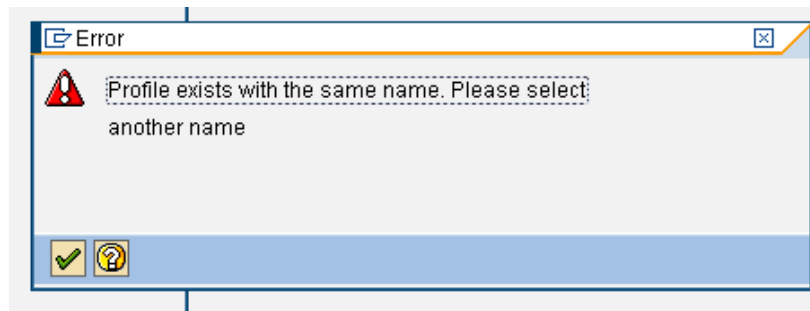 Error
Profile exists with the same name. Please select
another name